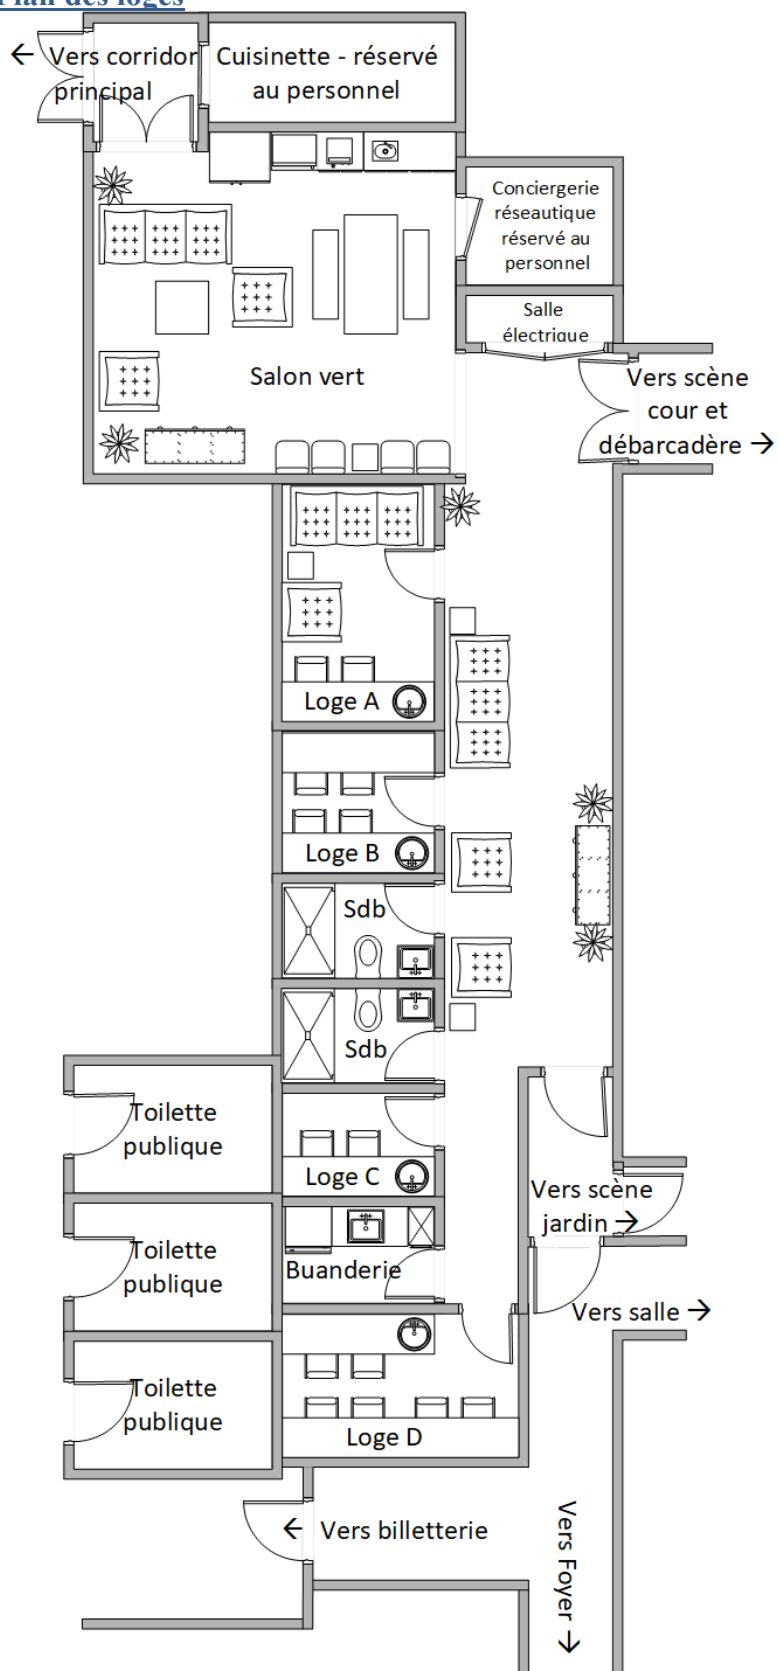 Plan des loges
← Vers corridor
principal
Cuisinette - réservé
au personnel
Conciergerie
réseautique
réservé au
personnel
Salle
électrique
Salon vert
Vers scène
cour et
débarcadère →
Loge A
Loge B
Sdb
Sdb
Toilette
publique
Loge C
Vers scène
jardin →
Toilette
publique
Buanderie
Vers salle →
Toilette
publique
Loge D
← Vers billetterie
Vers Foyer →